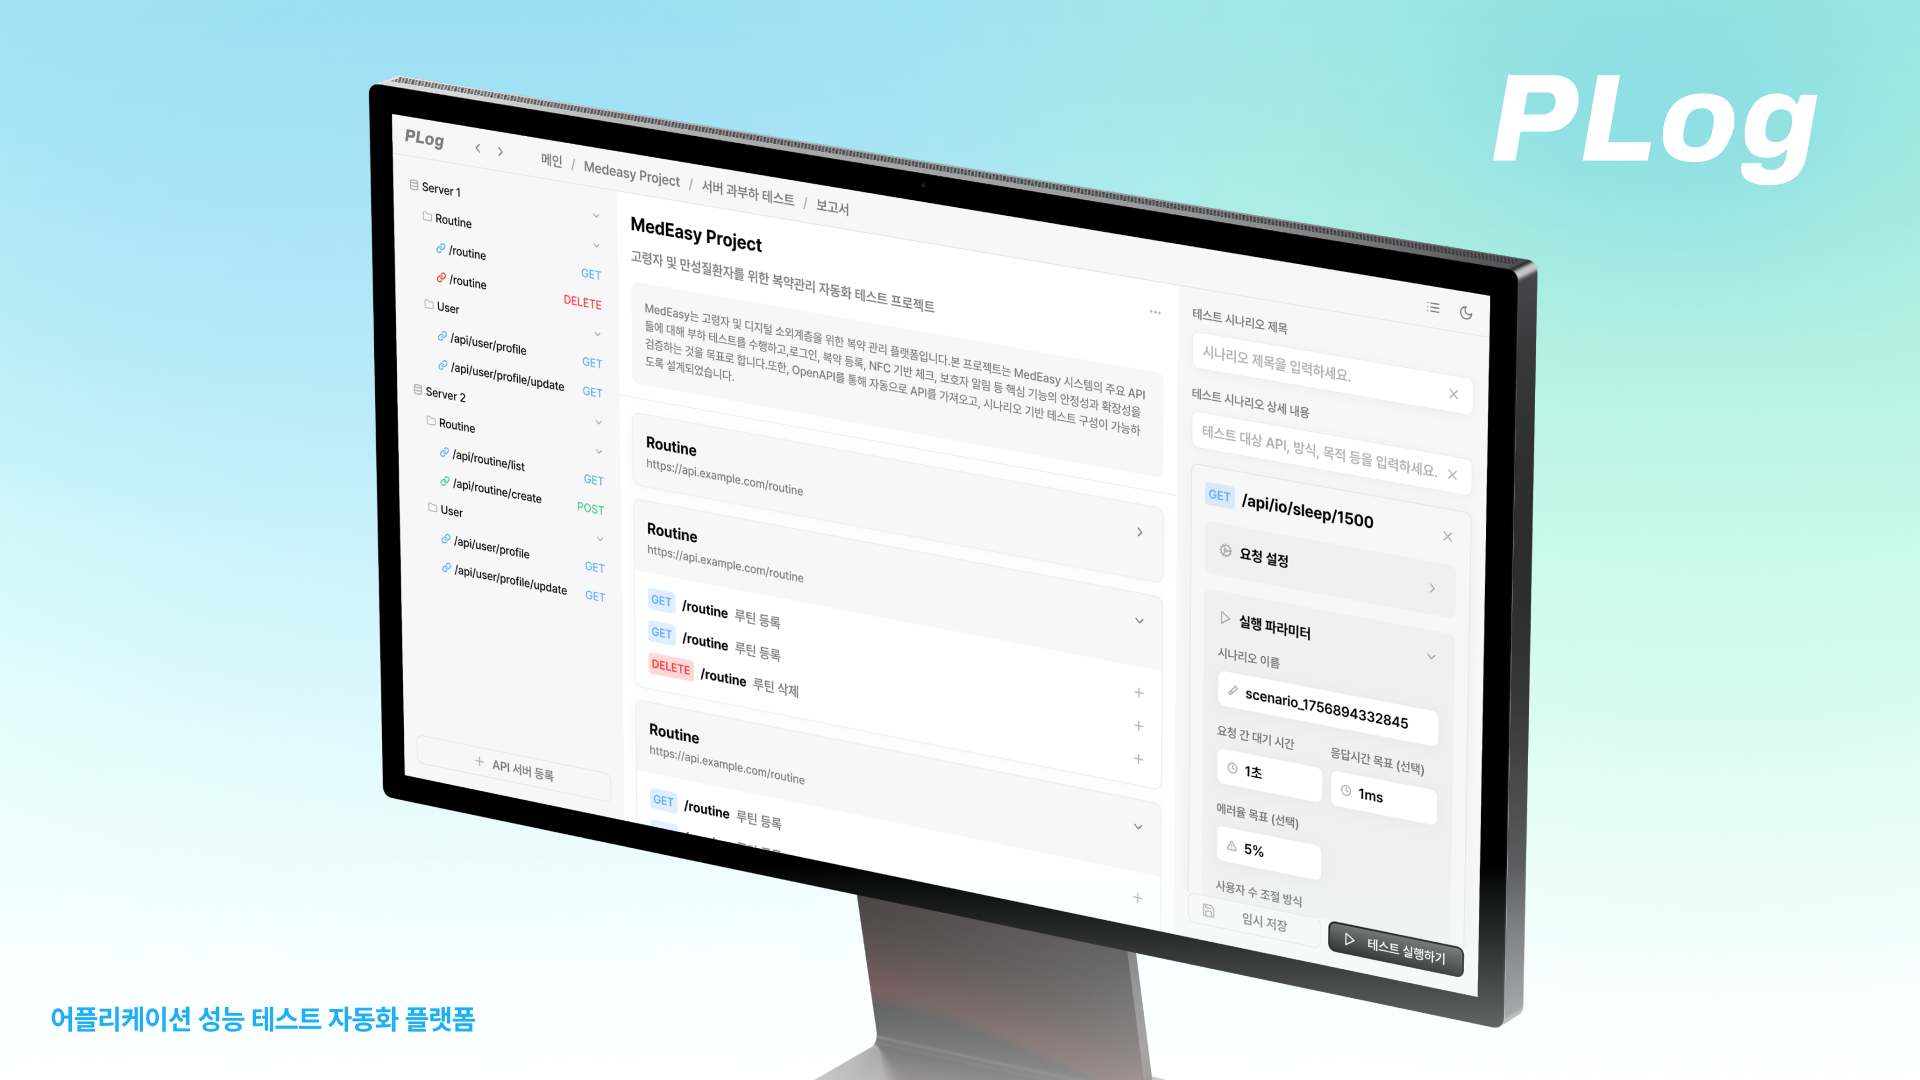 PLog
PLog
메인 / Medeasy Project / 서버 과부하 테스트 / 보고서
Server 1
Routine
/routine GET
/routine DELETE
User
/api/user/profile GET
/api/user/profile/update GET
Server 2
Routine
/api/routine/list GET
/api/routine/create POST
User
/api/user/profile GET
/api/user/profile/update GET
+ API 서버 등록
MedEasy Project
고령자 및 만성질환자를 위한 복약관리 자동화 테스트 프로젝트
MedEasy는 고령자 및 디지털 소외계층을 위한 복약 관리 플랫폼입니다.본 프로젝트는 MedEasy 시스템의 주요 API
들에 대해 부하 테스트를 수행하고,로그인, 복약 등록, NFC 기반 체크, 보호자 알림 등 핵심 기능의 안정성과 확장성을
검증하는 것을 목표로 합니다.또한, OpenAPI를 통해 자동으로 API를 가져오고, 시나리오 기반 테스트 구성이 가능하
도록 설계되었습니다.
Routine
https://api.example.com/routine
Routine
https://api.example.com/routine
GET /routine 루틴 등록
GET /routine 루틴 등록
DELETE /routine 루틴 삭제
Routine
https://api.example.com/routine
GET /routine 루틴 등록
테스트 시나리오 제목
시나리오 제목을 입력하세요.
테스트 시나리오 상세 내용
테스트 대상 API, 방식, 목적 등을 입력하세요.
GET /api/io/sleep/1500
요청 설정
실행 파라미터
시나리오 이름
scenario_1756894332845
요청 간 대기 시간
1초
응답시간 목표 (선택)
1ms
에러율 목표 (선택)
5%
사용자 수 조절 방식
임시 저장
테스트 실행하기
어플리케이션 성능 테스트 자동화 플랫폼